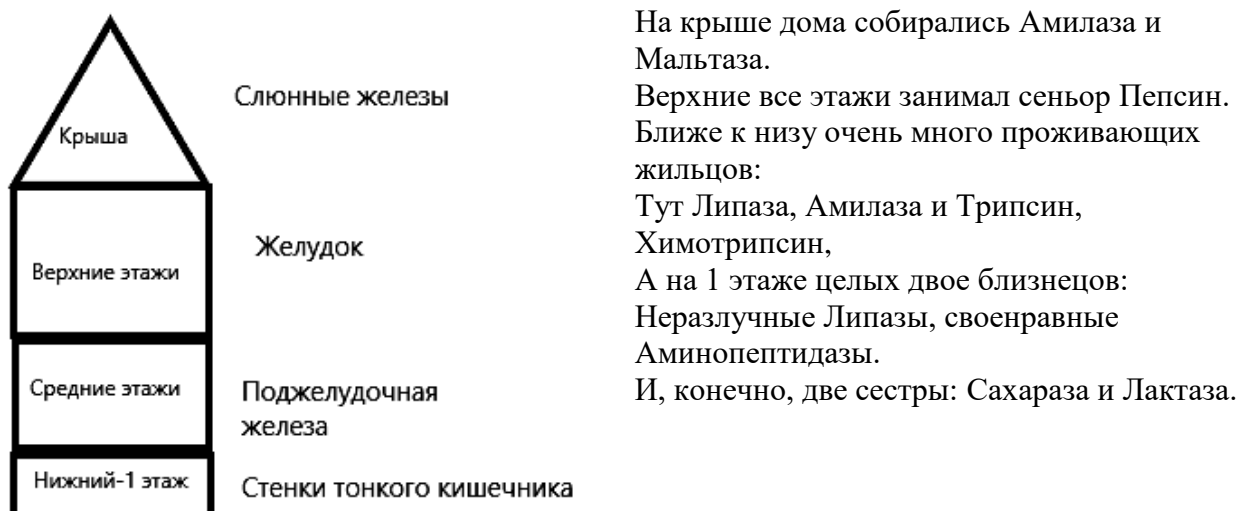 Крыша
Слюнные железы
Верхние этажи
Желудок
Средние этажи
Поджелудочная
железа
Нижний-1 этаж
Стенки тонкого кишечника
На крыше дома собирались Амилаза и
Мальтаза.
Верхние все этажи занимал сеньор Пепсин.
Ближе к низу очень много проживающих
жильцов:
Тут Липаза, Амилаза и Трипсин,
Химотрипсин,
А на 1 этаже целых двое близнецов:
Неразлучные Липазы, своенравные
Аминопептидазы.
И, конечно, две сестры: Сахараза и Лактаза.